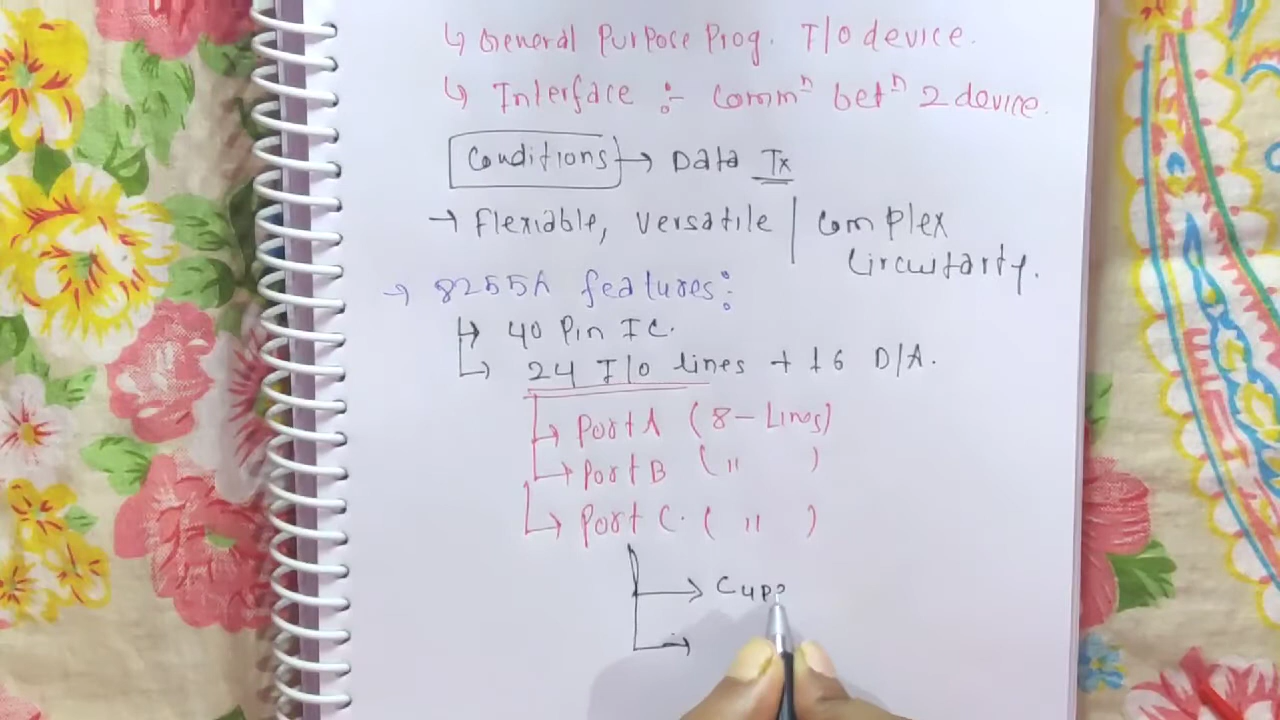 ↳ General Purpose Prog. I/O device.
↳ Interface :- Commⁿ betⁿ 2 device.
Conditions → Data Tx
→ Flexiable, versatile | complex
circuitarty.
→ 8255A features:
↳ 40 Pin IC.
↳ 24 I/O lines + 16 D/A.
↳ Port A (8-Lines)
↳ Port B ( " )
↳ Port C. ( " )
→ Cupp
→